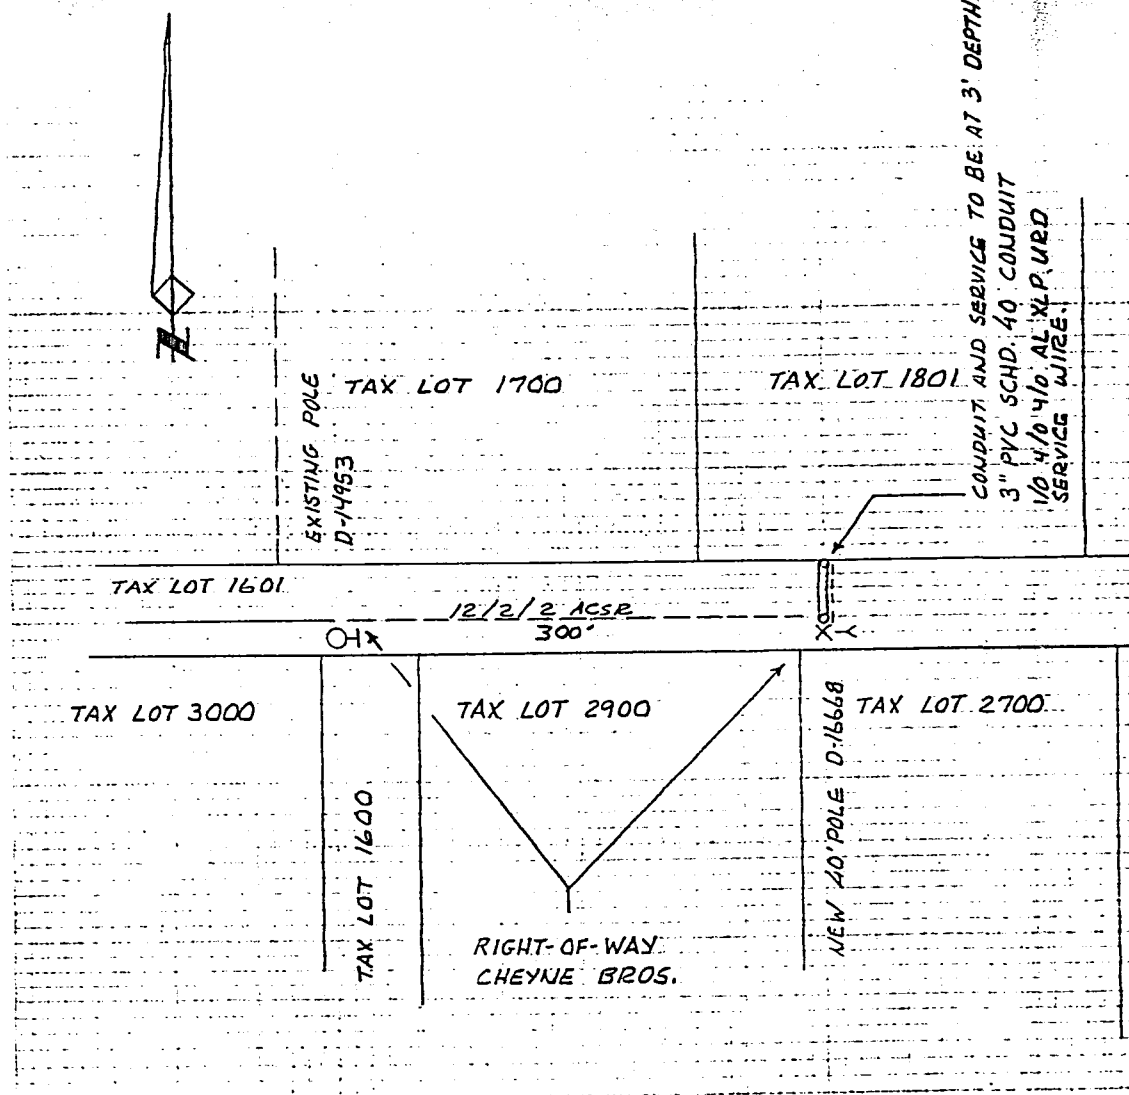 N
CONDUIT AND SERVICE TO BE AT 3' DEPTH.
3" PVC SCHD. 40 CONDUIT
1/0 4/0 4/0 AL XLP, URD
SERVICE WIRE.
EXISTING POLE
D-14953
TAX LOT 1700
TAX LOT 1801
TAX LOT 1601
12/2/2 ACSR
300'
X
Y
TAX LOT 3000
TAX LOT 1600
TAX LOT 2900
NEW 40' POLE D-16668
TAX LOT 2700
RIGHT-OF-WAY
CHEYNE BROS.